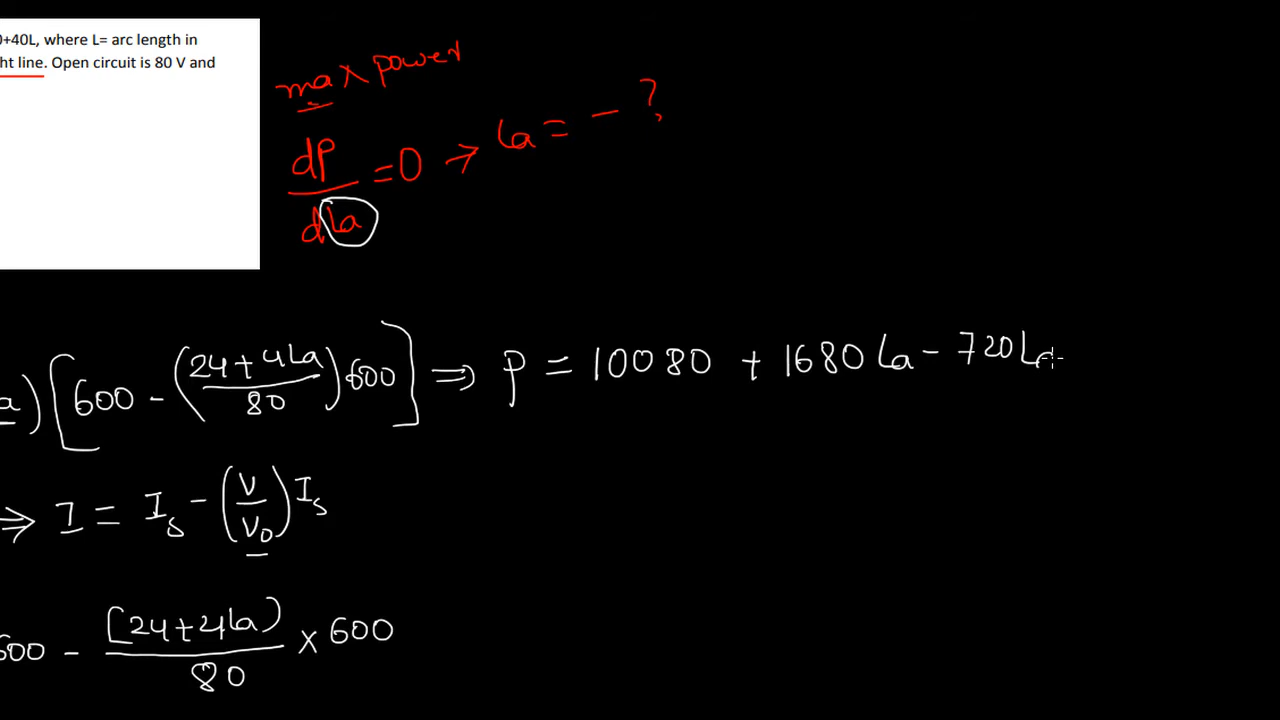 0+40L, where L= arc length in
ht line. Open circuit is 80 V and
max power
dP/dLa = 0 → La = — ?
a) [600 - ((24+4La)/80) 600] ⇒ P = 10080 + 1680 La - 720 La
⇒ I = Is - (V/V0) Is
600 - [24+4La)/80 × 600